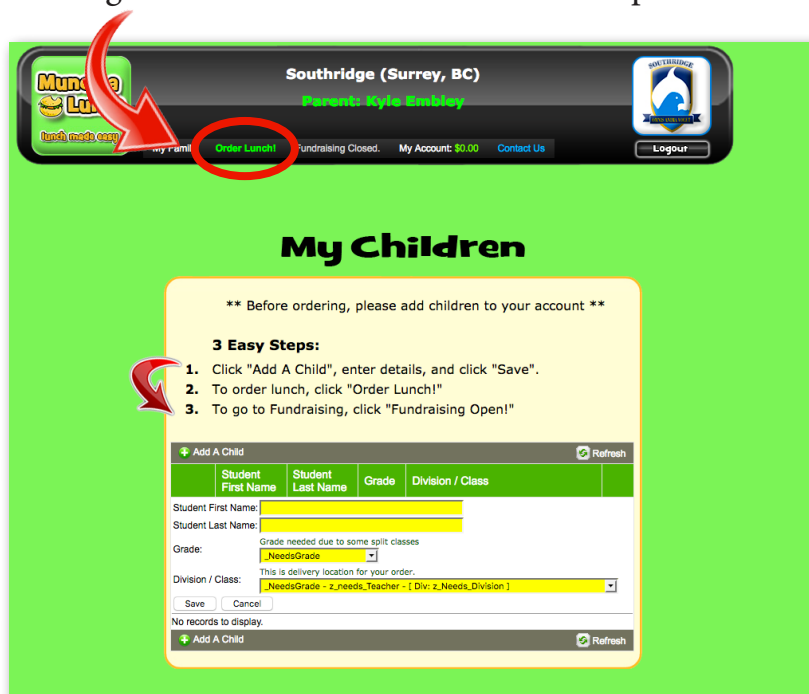 Southridge (Surrey, BC)
Parent: Kyle Embley
lunch made easy
Order Lunch!
Fundraising Closed.
My Account: $0.00
Contact Us
Logout
SOUTHRIDGE
My Children
** Before ordering, please add children to your account **
3 Easy Steps:
1. Click "Add A Child", enter details, and click "Save".
2. To order lunch, click "Order Lunch!"
3. To go to Fundraising, click "Fundraising Open!"
Add A Child Refresh
Student First Name Student Last Name Grade Division / Class
Student First Name:
Student Last Name:
Grade needed due to some split classes
Grade: _NeedsGrade
This is delivery location for your order.
Division / Class: _NeedsGrade - z_needs_Teacher - [ Div: z_Needs_Division ]
Save Cancel
No records to display.
Add A Child Refresh